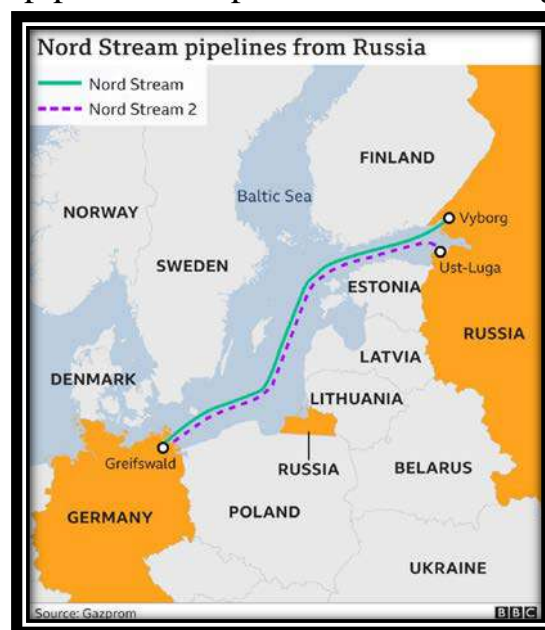 Nord Stream pipelines from Russia
Nord Stream
Nord Stream 2
FINLAND
Baltic Sea
NORWAY
Vyborg
SWEDEN
Ust-Luga
ESTONIA
RUSSIA
LATVIA
DENMARK
LITHUANIA
Greifswald
RUSSIA
BELARUS
GERMANY
POLAND
UKRAINE
Source: Gazprom
BBC